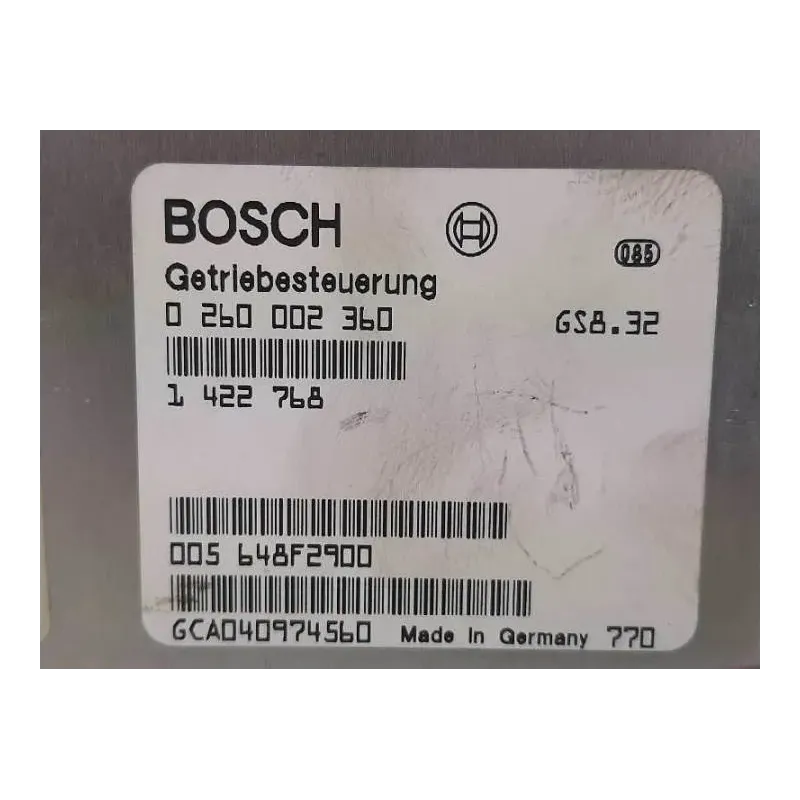 BOSCH
085
Getriebesteuerung
0 260 002 360
GS8.32
1 422 768
005 648F2900
GCA040974560 Made in Germany 770